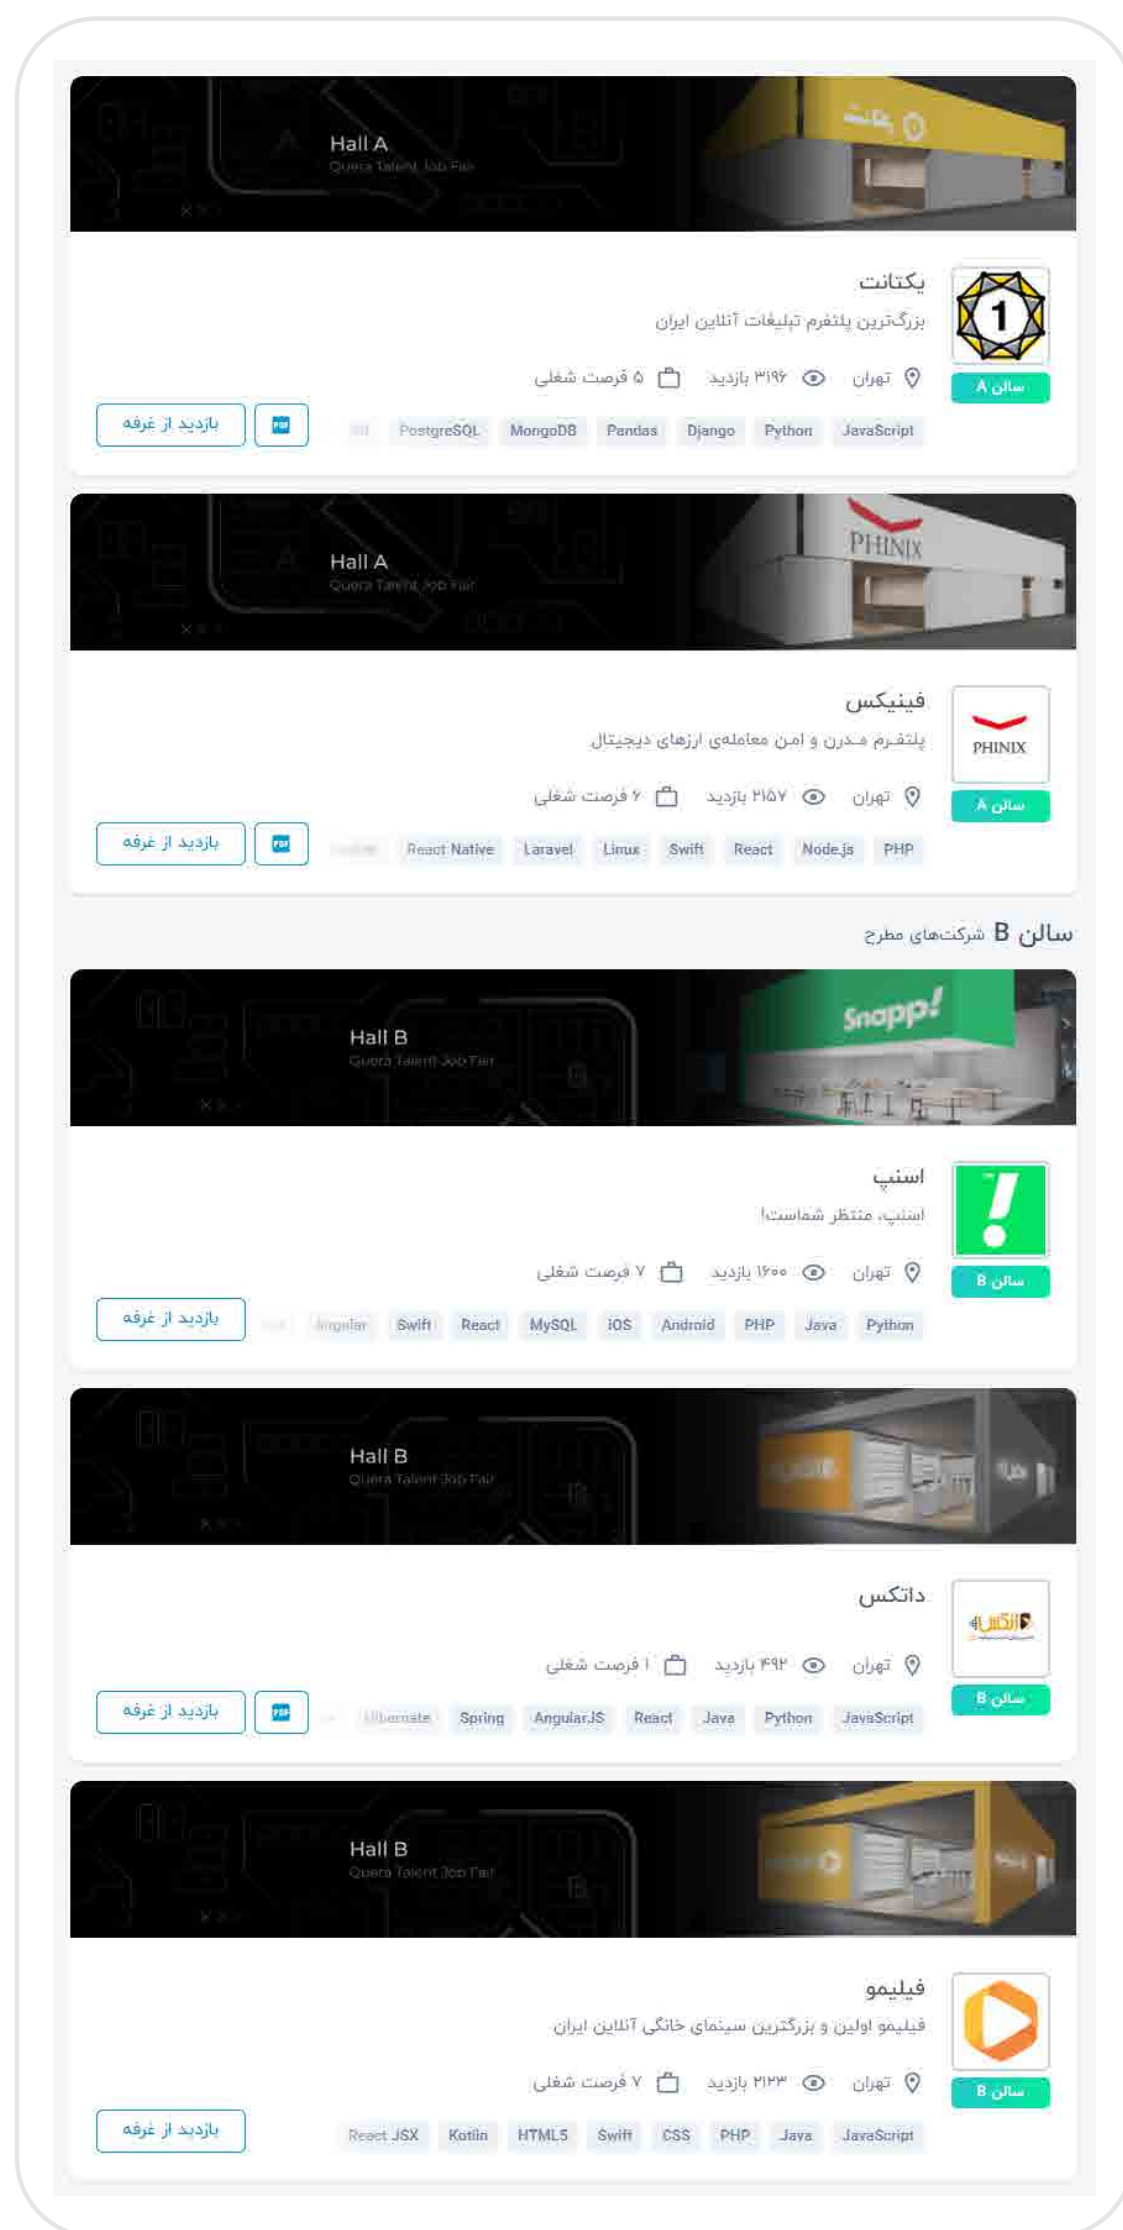 Hall A
Quera Talent Job Fair
یکتانت
بزرگ‌ترین پلتفرم تبلیغات آنلاین ایران
تهران ۳۱۹۶ بازدید ۵ فرصت شغلی
سالن A
JavaScript Python Django Pandas MongoDB PostgreSQL Git
بازدید از غرفه
PDF
Hall A
Quera Talent Job Fair
PHINIX
فینیکس
پلتفرم مدرن و امن معامله‌ی ارزهای دیجیتال
PHINIX
تهران ۲۱۵۷ بازدید ۶ فرصت شغلی
سالن A
PHP Node.js React Swift Linux Laravel React Native
بازدید از غرفه
PDF
سالن B شرکت‌های مطرح
Hall B
Quera Talent Job Fair
Snapp!
اسنپ
اسنپ، منتظر شماست!
تهران ۱۶۰۰ بازدید ۷ فرصت شغلی
سالن B
Python Java PHP Android iOS MySQL React Swift Angular
بازدید از غرفه
Hall B
Quera Talent Job Fair
داتکس
تهران ۴۹۲ بازدید ۱ فرصت شغلی
سالن B
JavaScript Python Java React AngularJS Spring Hibernate
بازدید از غرفه
PDF
Hall B
Quera Talent Job Fair
فیلیمو
فیلیمو اولین و بزرگترین سینمای خانگی آنلاین ایران
تهران ۲۱۲۳ بازدید ۷ فرصت شغلی
سالن B
JavaScript Java PHP CSS Swift HTML5 Kotlin React JSX
بازدید از غرفه